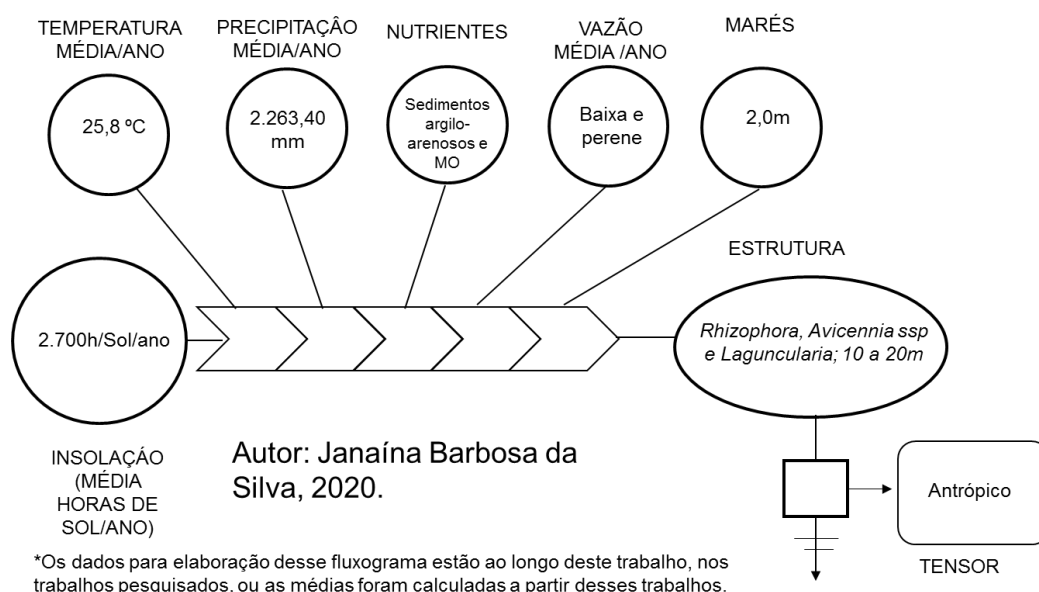 TEMPERATURA
MÉDIA/ANO
PRECIPITAÇÂO
MÉDIA/ANO
NUTRIENTES
VAZÃO
MÉDIA /ANO
MARÉS
25,8 ºC
2.263,40
mm
Sedimentos
argilo-
arenosos e
MO
Baixa e
perene
2,0m
ESTRUTURA
2.700h/Sol/ano
Rhizophora, Avicennia ssp
e Laguncularia; 10 a 20m
INSOLAÇÁO
(MÉDIA
HORAS DE
SOL/ANO)
Autor: Janaína Barbosa da
Silva, 2020.
Antrópico
TENSOR
*Os dados para elaboração desse fluxograma estão ao longo deste trabalho, nos
trabalhos pesquisados, ou as médias foram calculadas a partir desses trabalhos.